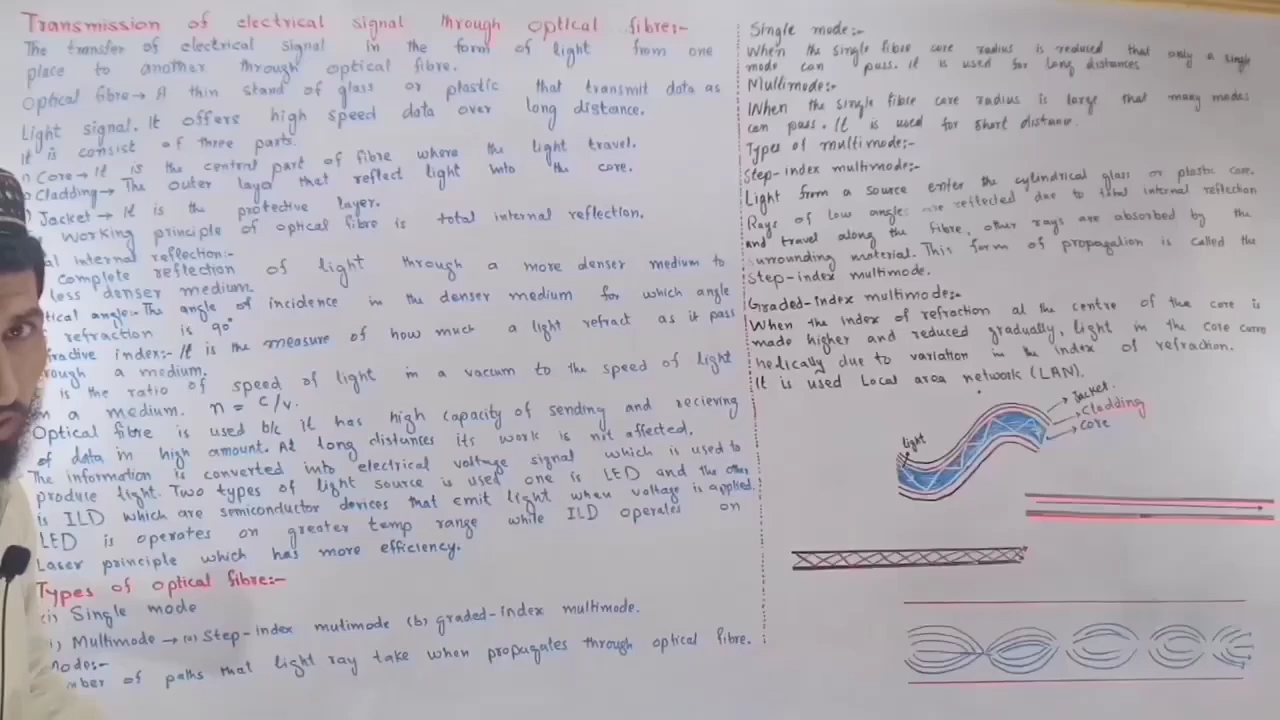 Transmission of electrical signal through optical fibres:-
The transfer of electrical signal in the form of light from one
place to another through optical fibre.
Optical fibre→ A thin stand of glass or plastic that transmit data as
Light signal. It offers high speed data over long distance.
It is consist of three parts.
) Core→ It is the central part of fibre where the light travel.
) Cladding→ The outer layer that reflect light into the core.
) Jacket→ It is the protective layer.
Working principle of optical fibre is total internal reflection.
al internal reflection:-
complete reflection of light through a more denser medium to
less denser medium.
tical angle:- The angle of incidence in the denser medium for which angle
refraction is 90°
fractive index:- It is the measure of how much a light refract as it pass
rough a medium.
is the ratio of speed of light in a vaccum to the speed of light
in a medium. n = c/v.
Optical fibre is used b/c it has high capacity of sending and recieving
of data in high amount. At long distances its work is not affected.
The information is converted into electrical voltage signal which is used to
produce light. Two types of light source is used one is LED and the other
is ILD which are semiconductor devices that emit light when voltage is applied.
LED is operates on greater temp range while ILD operates on
Laser principle which has more efficiency.
Types of optical fibre:-
(i) Single mode
i) Multimode → (a) Step-index mutimode (b) graded-index multimode.
Modes:-
mber of paths that light ray take when propagates through optical fibre.
Single mode:-
When the single fibre core radius is reduced that only a singl
mode can pass. It is used for long distances
Multimode:-
When the single fibre core radius is large that many modes
can pass. It is used for short distance.
Types of multimode:-
Step-index multimode:-
Light from a source enter the cylindrical glass or plastic core.
Rays of low angles are reflected due to total internal reflection
and travel along the fibre, other rays are absorbed by the
surrounding material. This form of propagation is called the
step-index multimode.
Graded-index multimode:-
When the index of refraction at the centre of the core is
made higher and reduced gradually, light in the core curve
helically due to variation in the index of refraction.
It is used Local area network (LAN).
Jacket.
Cladding
core
light